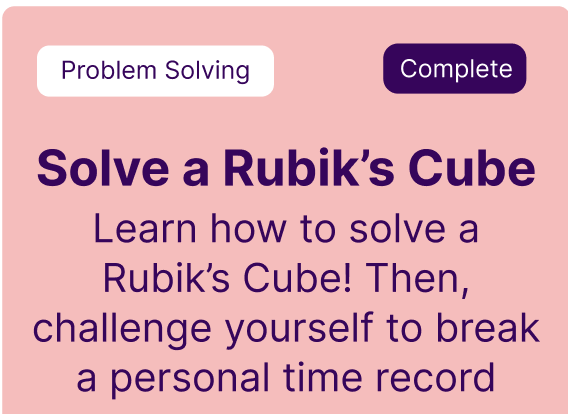 Problem Solving
Complete
Solve a Rubik’s Cube
Learn how to solve a
Rubik’s Cube! Then,
challenge yourself to break
a personal time record